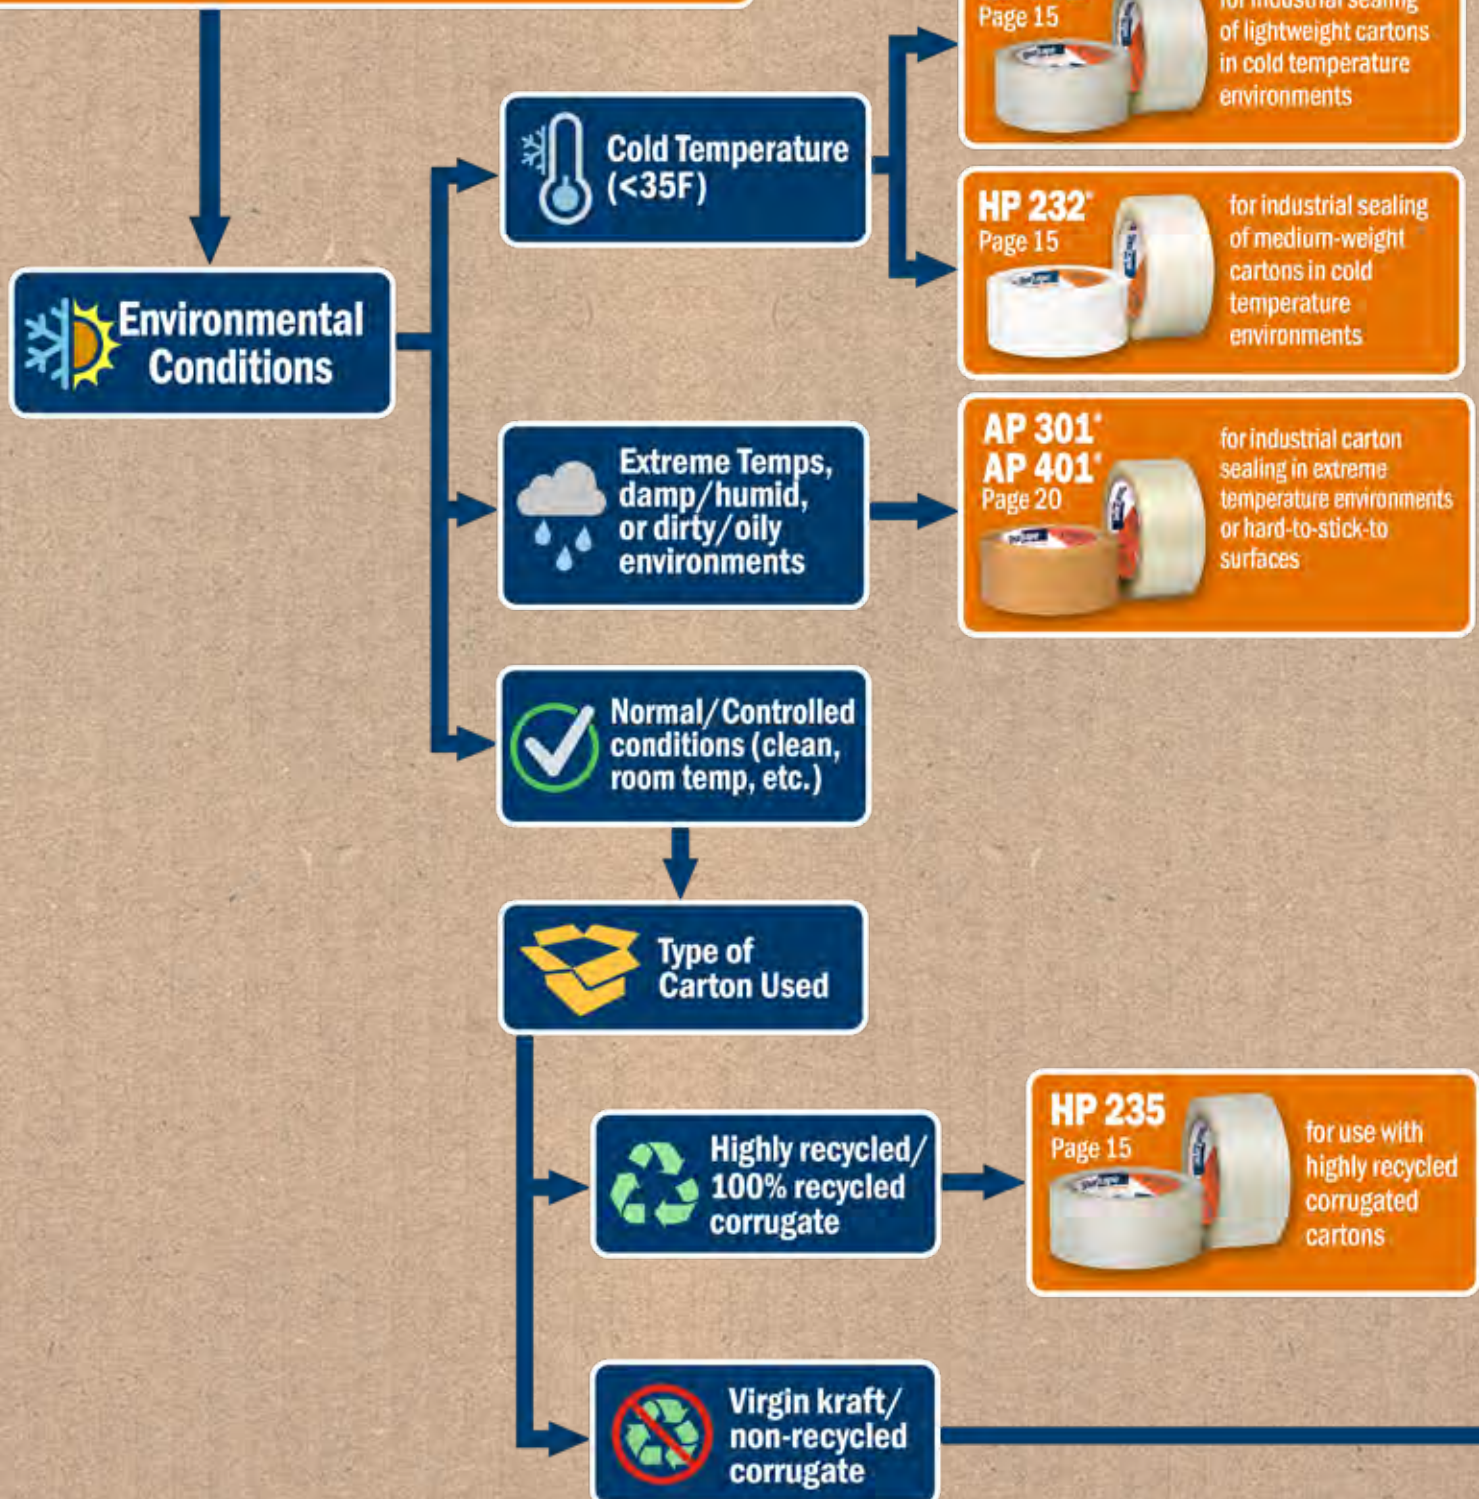 Page 15
for industrial sealing
of lightweight cartons
in cold temperature
environments
Cold Temperature
(<35F)
HP 232*
Page 15
for industrial sealing
of medium-weight
cartons in cold
temperature
environments
Environmental
Conditions
Extreme Temps,
damp/humid,
or dirty/oily
environments
AP 301*
AP 401*
Page 20
for industrial carton
sealing in extreme
temperature environments
or hard-to-stick-to
surfaces
Normal/Controlled
conditions (clean,
room temp, etc.)
Type of
Carton Used
Highly recycled/
100% recycled
corrugate
HP 235
Page 15
for use with
highly recycled
corrugated
cartons
Virgin kraft/
non-recycled
corrugate